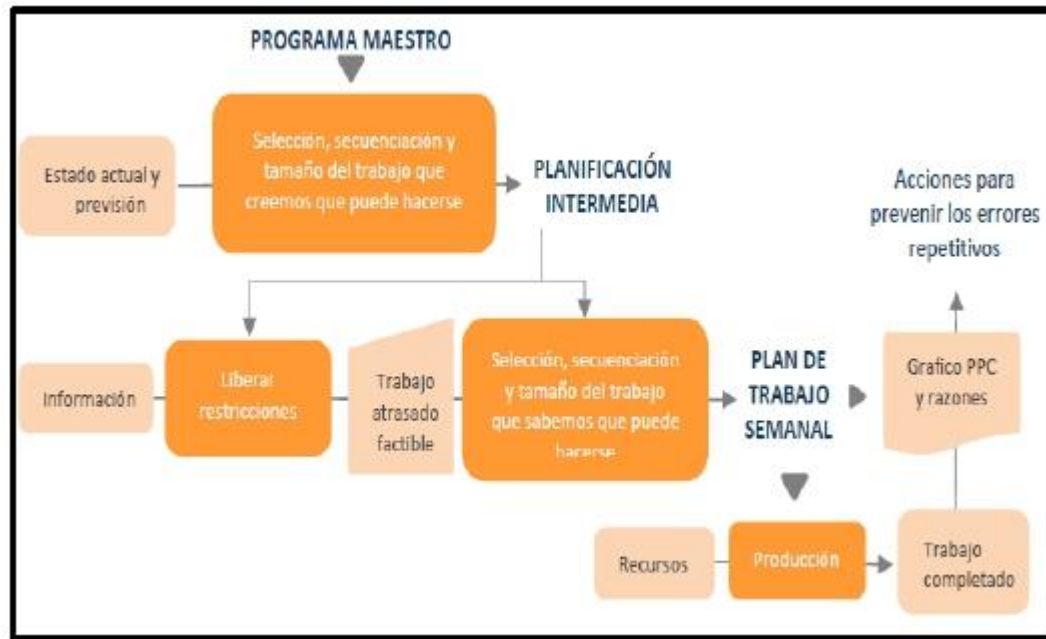 PROGRAMA MAESTRO
Selección, secuenciación y
tamaño del trabajo que
creemos que puede hacerse
Estado actual y
previsión
PLANIFICACIÓN
INTERMEDIA
Acciones para
prevenir los errores
repetitivos
Información
Liberar
restricciones
Trabajo
atrasado
factible
Selección, secuenciación
y tamaño del trabajo
que sabemos que puede
hacerse
PLAN DE
TRABAJO
SEMANAL
Grafico PPC
y razones
Recursos
Producción
Trabajo
completado